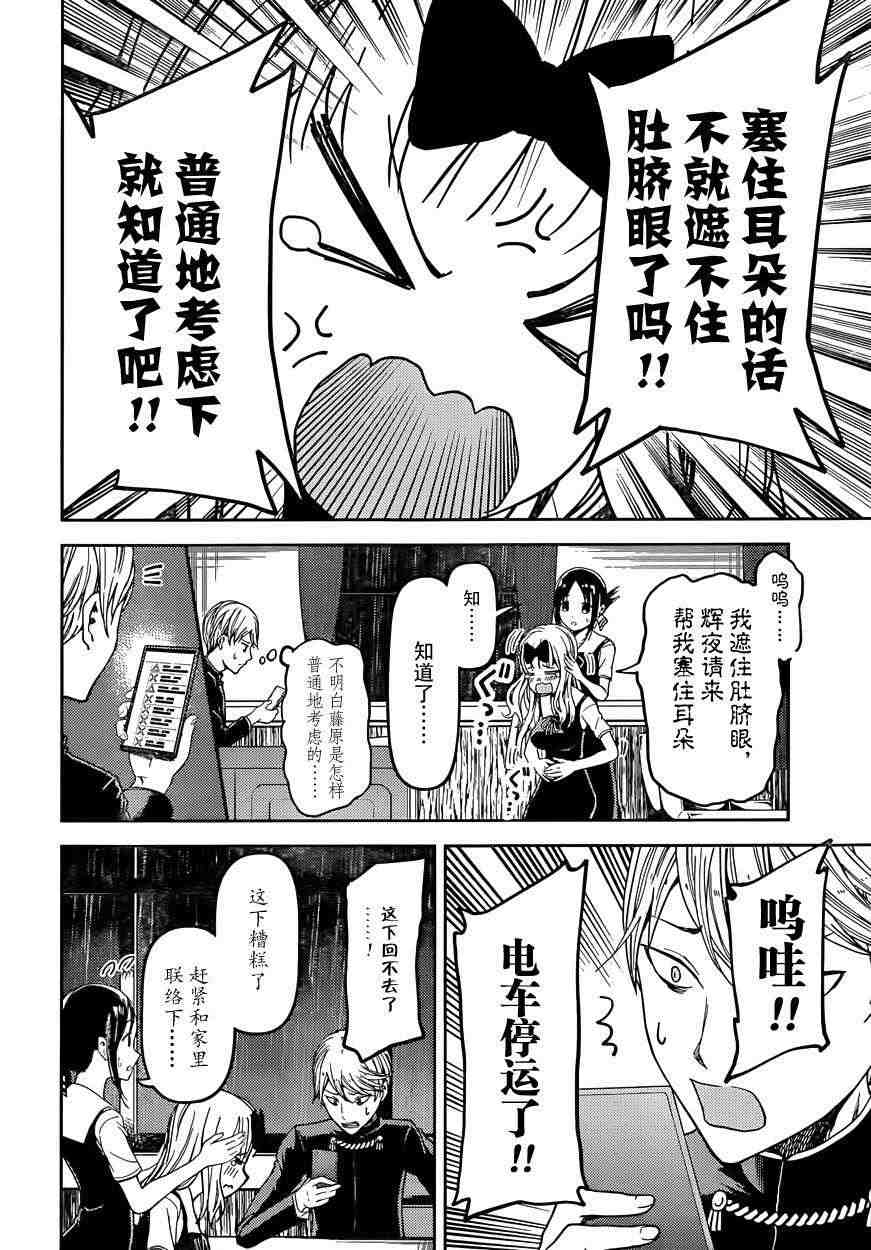 塞住耳朵的话
不就遮不住
肚脐眼了吗!!
普通地考虑下
就知道了吧!!
呜呜……
我遮住肚脐眼，
辉夜请来
帮我塞住耳朵
知……
知道了……
不明白藤原是怎样
普通地考虑的……
呜哇!!
电车停运了!!
这下回不去了
……!
这下糟糕了
赶紧和家里
联络下……